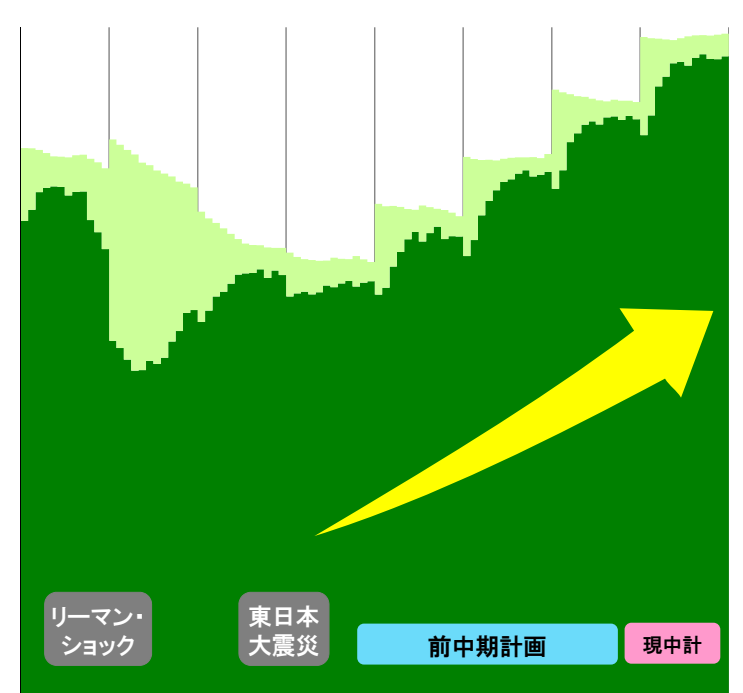 リーマン・
ショック
東日本
大震災
前中期計画
現中計